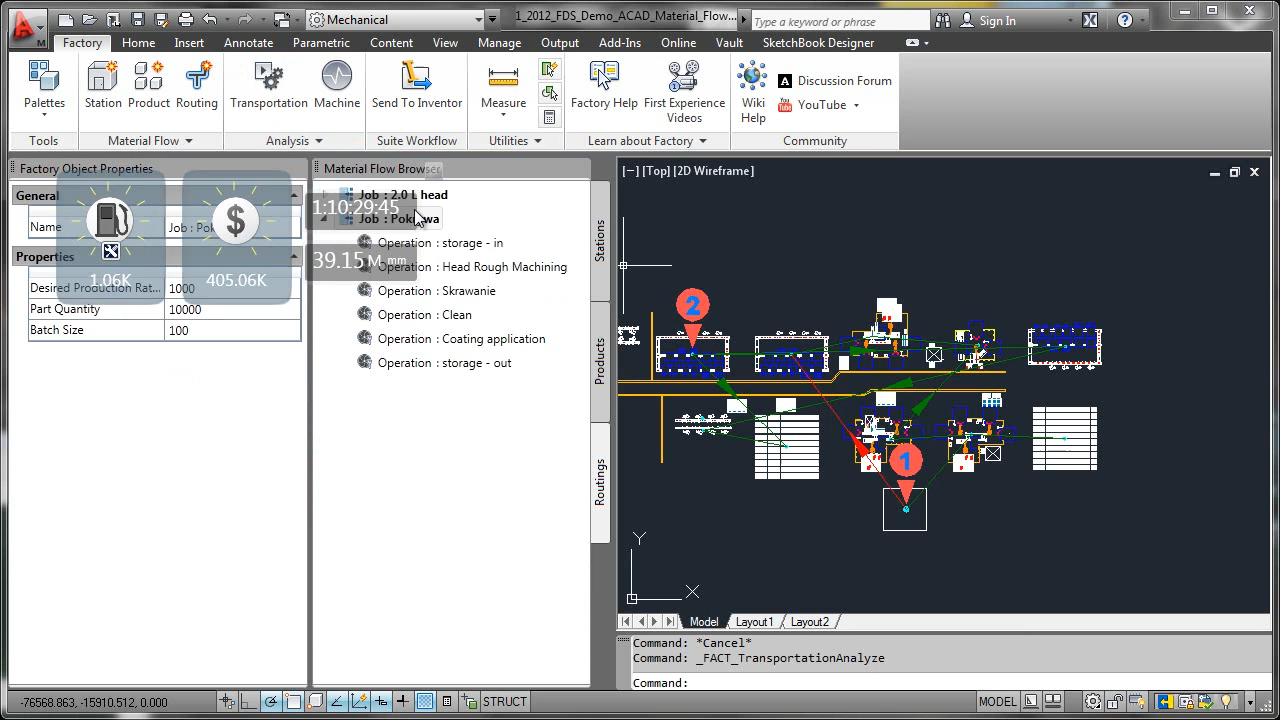 Mechanical
1_2012_FDS_Demo_ACAD_Material_Flow...
Type a keyword or phrase
Sign In
Factory
Home
Insert
Annotate
Parametric
Content
View
Manage
Output
Add-Ins
Online
Vault
SketchBook Designer
Palettes
Station
Product
Routing
Transportation
Machine
Send To Inventor
Measure
Factory Help
First Experience
Videos
Wiki
Help
Discussion Forum
YouTube
Tools
Material Flow
Analysis
Suite Workflow
Utilities
Learn about Factory
Community
Factory Object Properties
General
Name
Properties
Desired Production Rat... 1000
Part Quantity 10000
Batch Size 100
1.06K
$
405.06K
1:10:29:45
39.15 M mm
Material Flow Browser
Job : 2.0 L head
Operation : storage - in
Operation : Head Rough Machining
Operation : Skrawanie
Operation : Clean
Operation : Coating application
Operation : storage - out
Stations
Products
Routings
[−] [Top] [2D Wireframe]
2
1
Y
X
Model
Layout1
Layout2
Command: *Cancel*
Command: _FACT_TransportationAnalyze
Command:
-76568.863, -15910.512, 0.000
STRUCT
MODEL